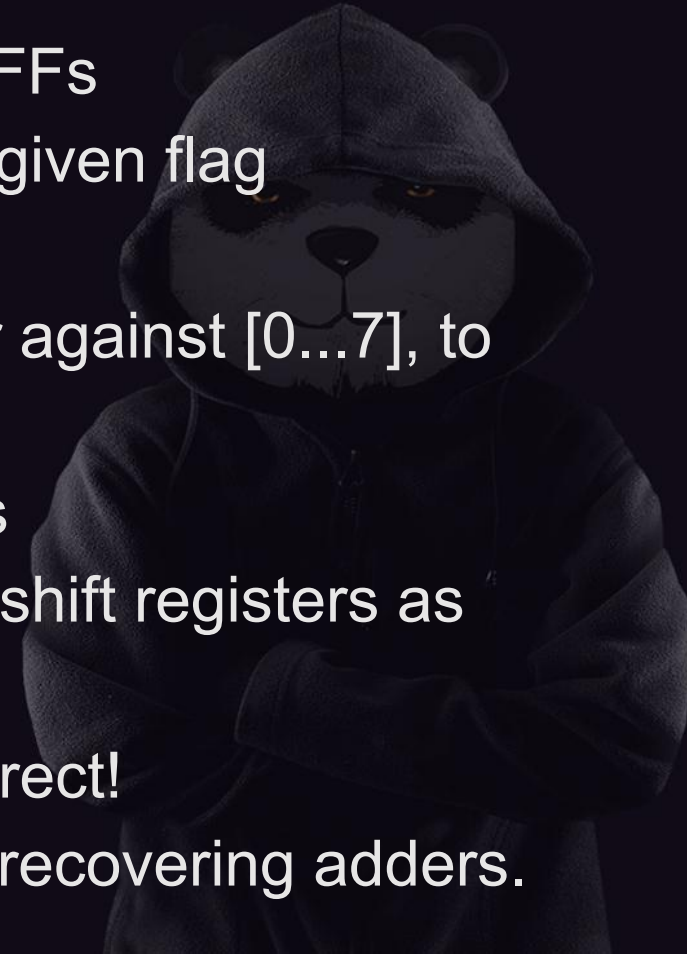 FFs
given flag
against [0...7], to
s
shift registers as
rect!
recovering adders.